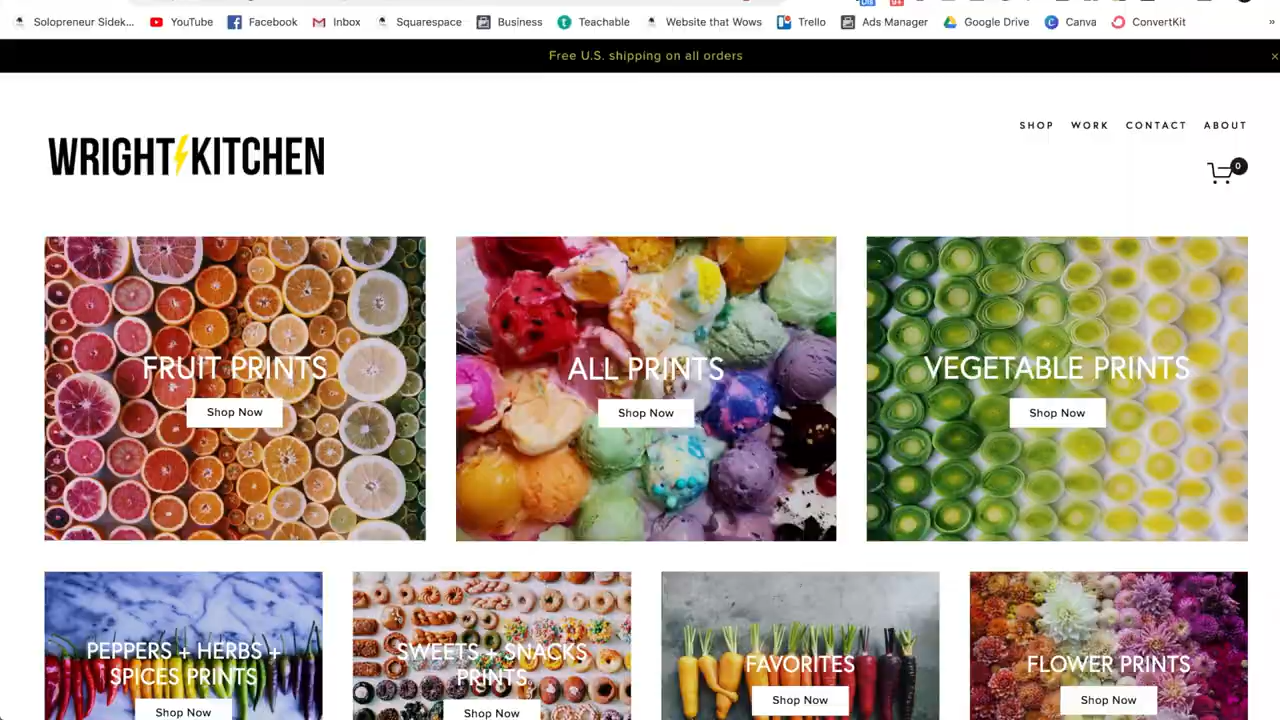 Solopreneur Sidek...
YouTube
Facebook
Inbox
Squarespace
Business
Teachable
Website that Wows
Trello
Ads Manager
Google Drive
Canva
ConvertKit
»
Free U.S. shipping on all orders
×
SHOP WORK CONTACT ABOUT
WRIGHT KITCHEN
0
FRUIT PRINTS
Shop Now
ALL PRINTS
Shop Now
VEGETABLE PRINTS
Shop Now
PEPPERS + HERBS +
SPICES PRINTS
Shop Now
SWEETS + SNACKS
PRINTS
Shop Now
FAVORITES
Shop Now
FLOWER PRINTS
Shop Now